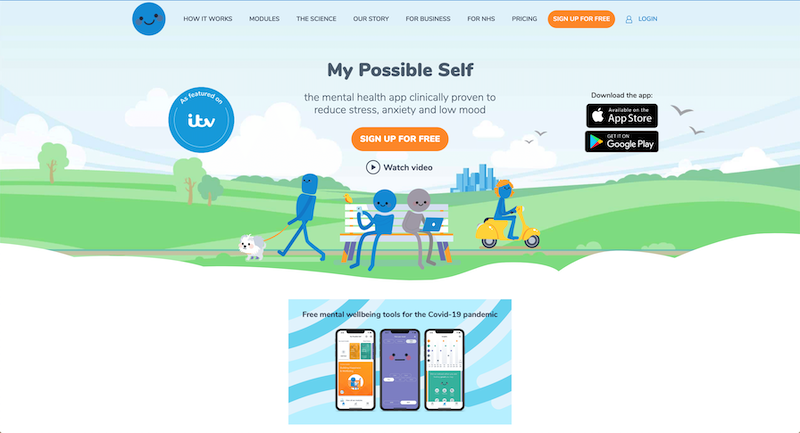 HOW IT WORKS
MODULES
THE SCIENCE
OUR STORY
FOR BUSINESS
FOR NHS
PRICING
SIGN UP FOR FREE
LOGIN
My Possible Self
As featured on
itv
the mental health app clinically proven to
reduce stress, anxiety and low mood
SIGN UP FOR FREE
Watch video
Download the app:
Available on the
App Store
GET IT ON
Google Play
Free mental wellbeing tools for the Covid-19 pandemic